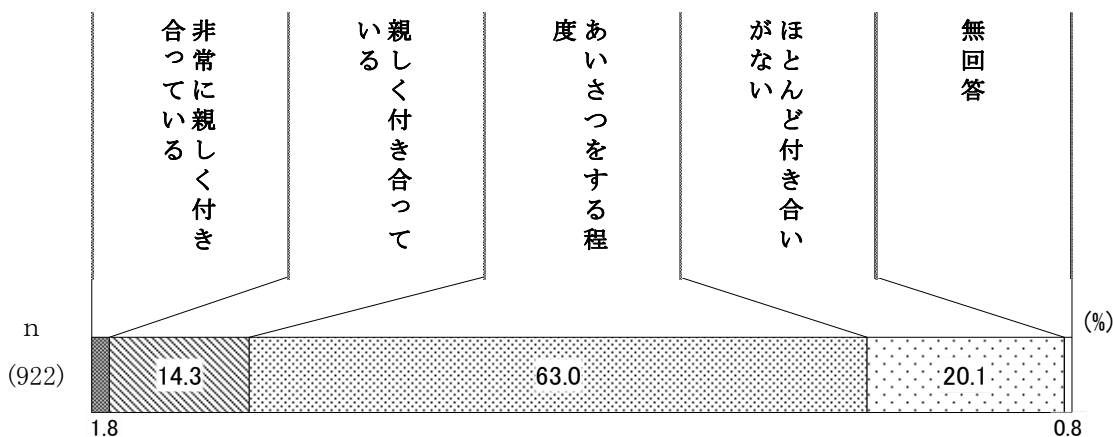 非常に親しく付き
合っている
親しく付き合って
いる
あいさつをする程
度
ほとんど付き合い
がない
無回答
(%)
n
(922)
14.3
63.0
20.1
1.8
0.8